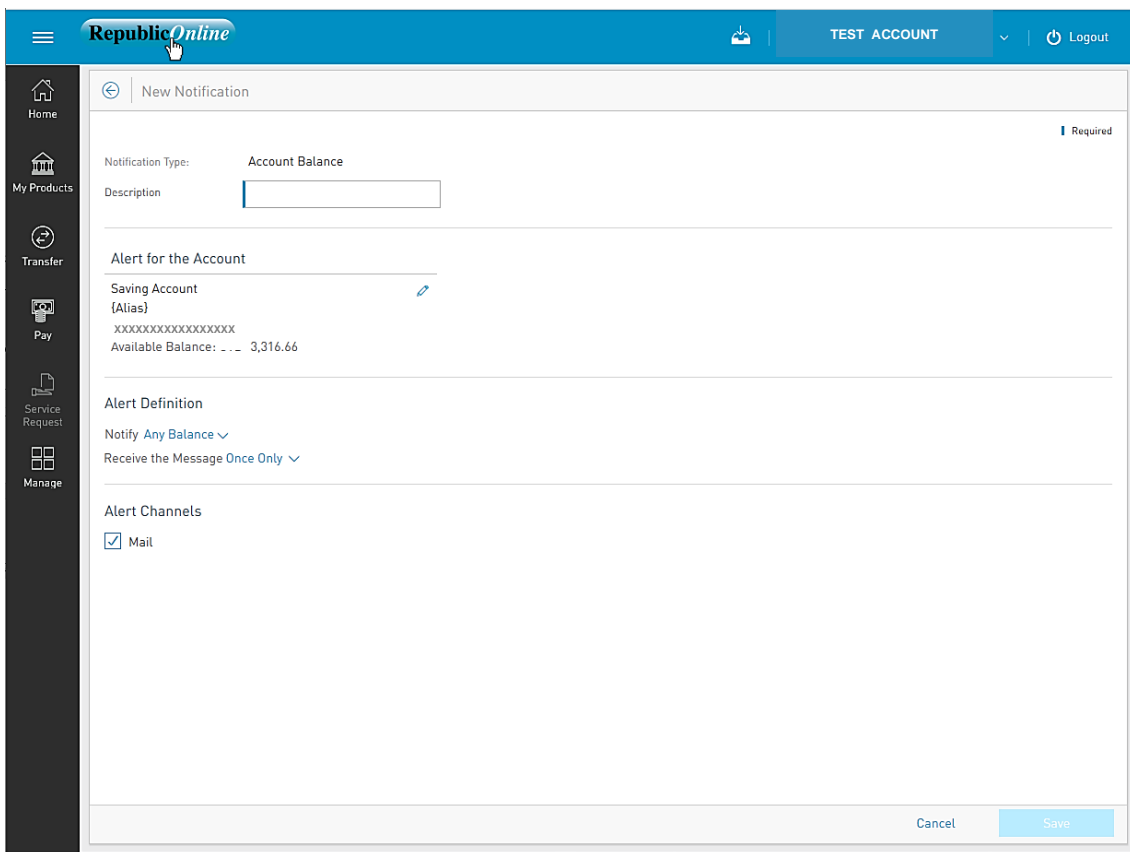 RepublicOnline
TEST ACCOUNT
Logout
Home
My Products
Transfer
Pay
Service
Request
Manage
New Notification
Required
Notification Type: Account Balance
Description
Alert for the Account
Saving Account
{Alias}
xxxxxxxxxxxxxxxxx
Available Balance: 3,316.66
Alert Definition
Notify Any Balance
Receive the Message Once Only
Alert Channels
Mail
Cancel
Save